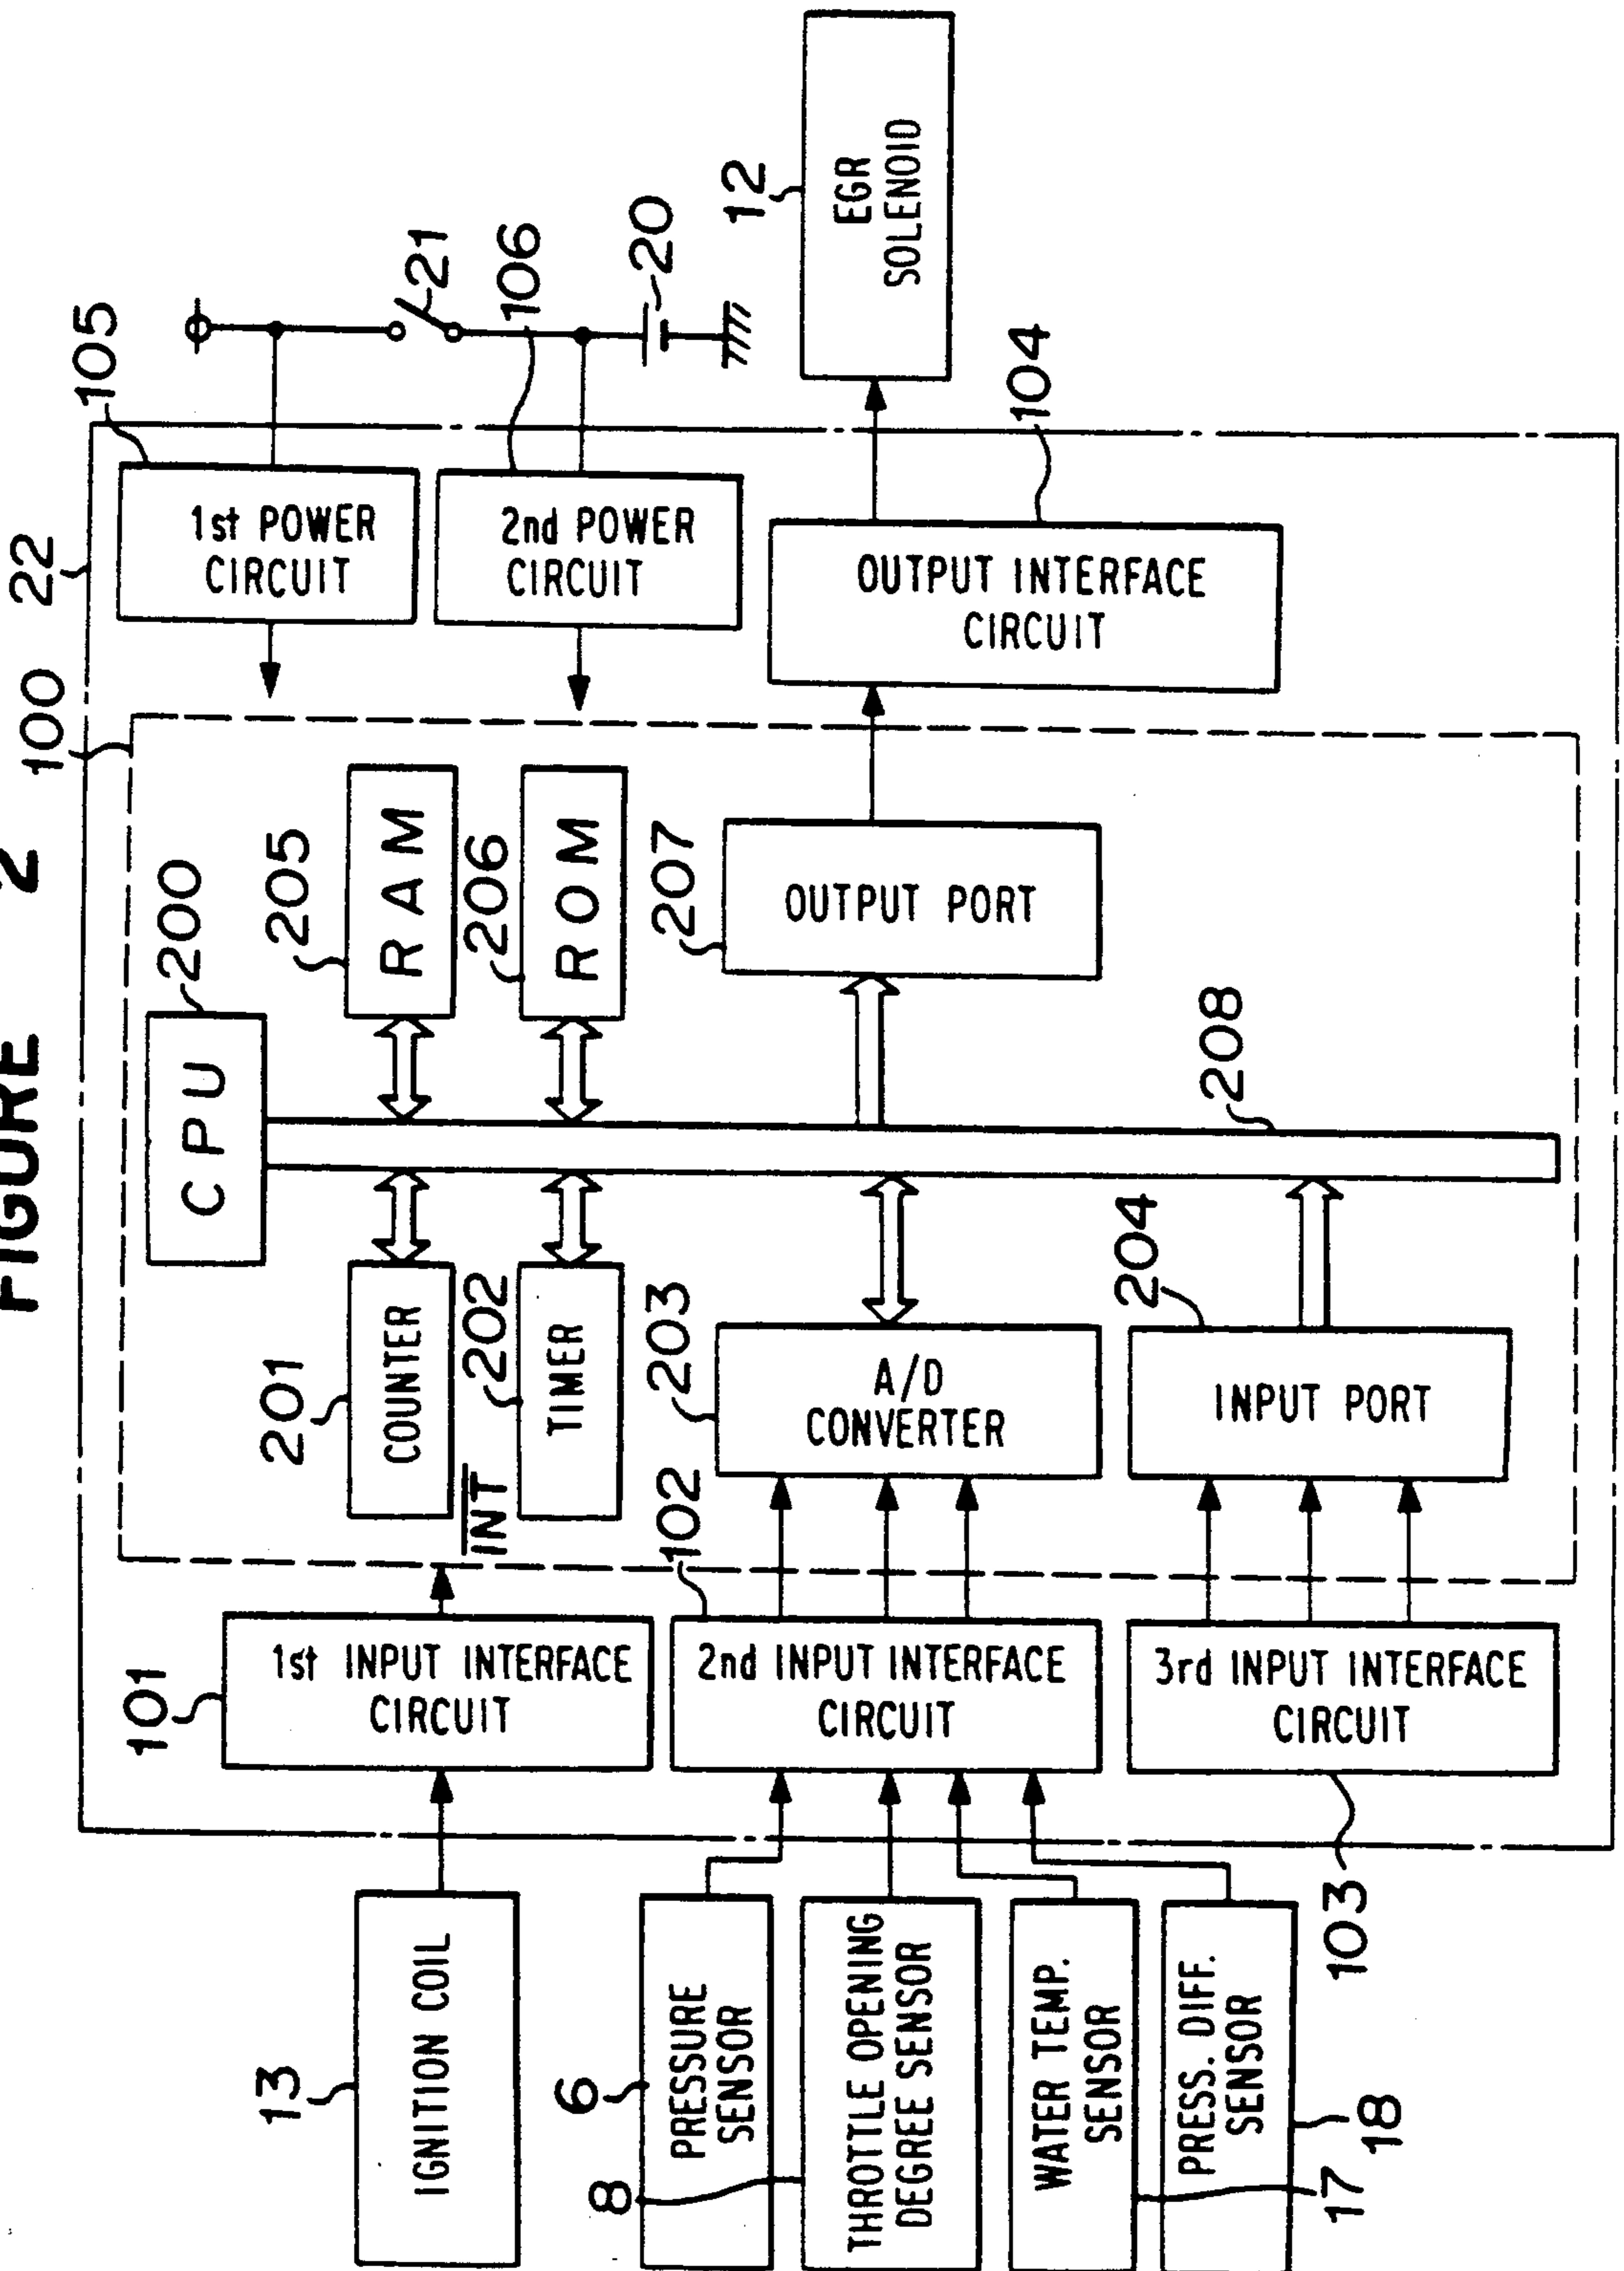 FIGURE 2
22
100
105
1st POWER
CIRCUIT
21
106
2nd POWER
CIRCUIT
20
12
EGR
SOLENOID
104
OUTPUT INTERFACE
CIRCUIT
200
CPU
205
RAM
206
ROM
207
OUTPUT PORT
208
201
COUNTER
INT
202
TIMER
203
A/D
CONVERTER
204
INPUT PORT
101
1st INPUT INTERFACE
CIRCUIT
102
2nd INPUT INTERFACE
CIRCUIT
3rd INPUT INTERFACE
CIRCUIT
103
13
IGNITION COIL
6
PRESSURE
SENSOR
8
THROTTLE OPENING
DEGREE SENSOR
WATER TEMP.
SENSOR
17
PRESS. DIFF.
SENSOR
18